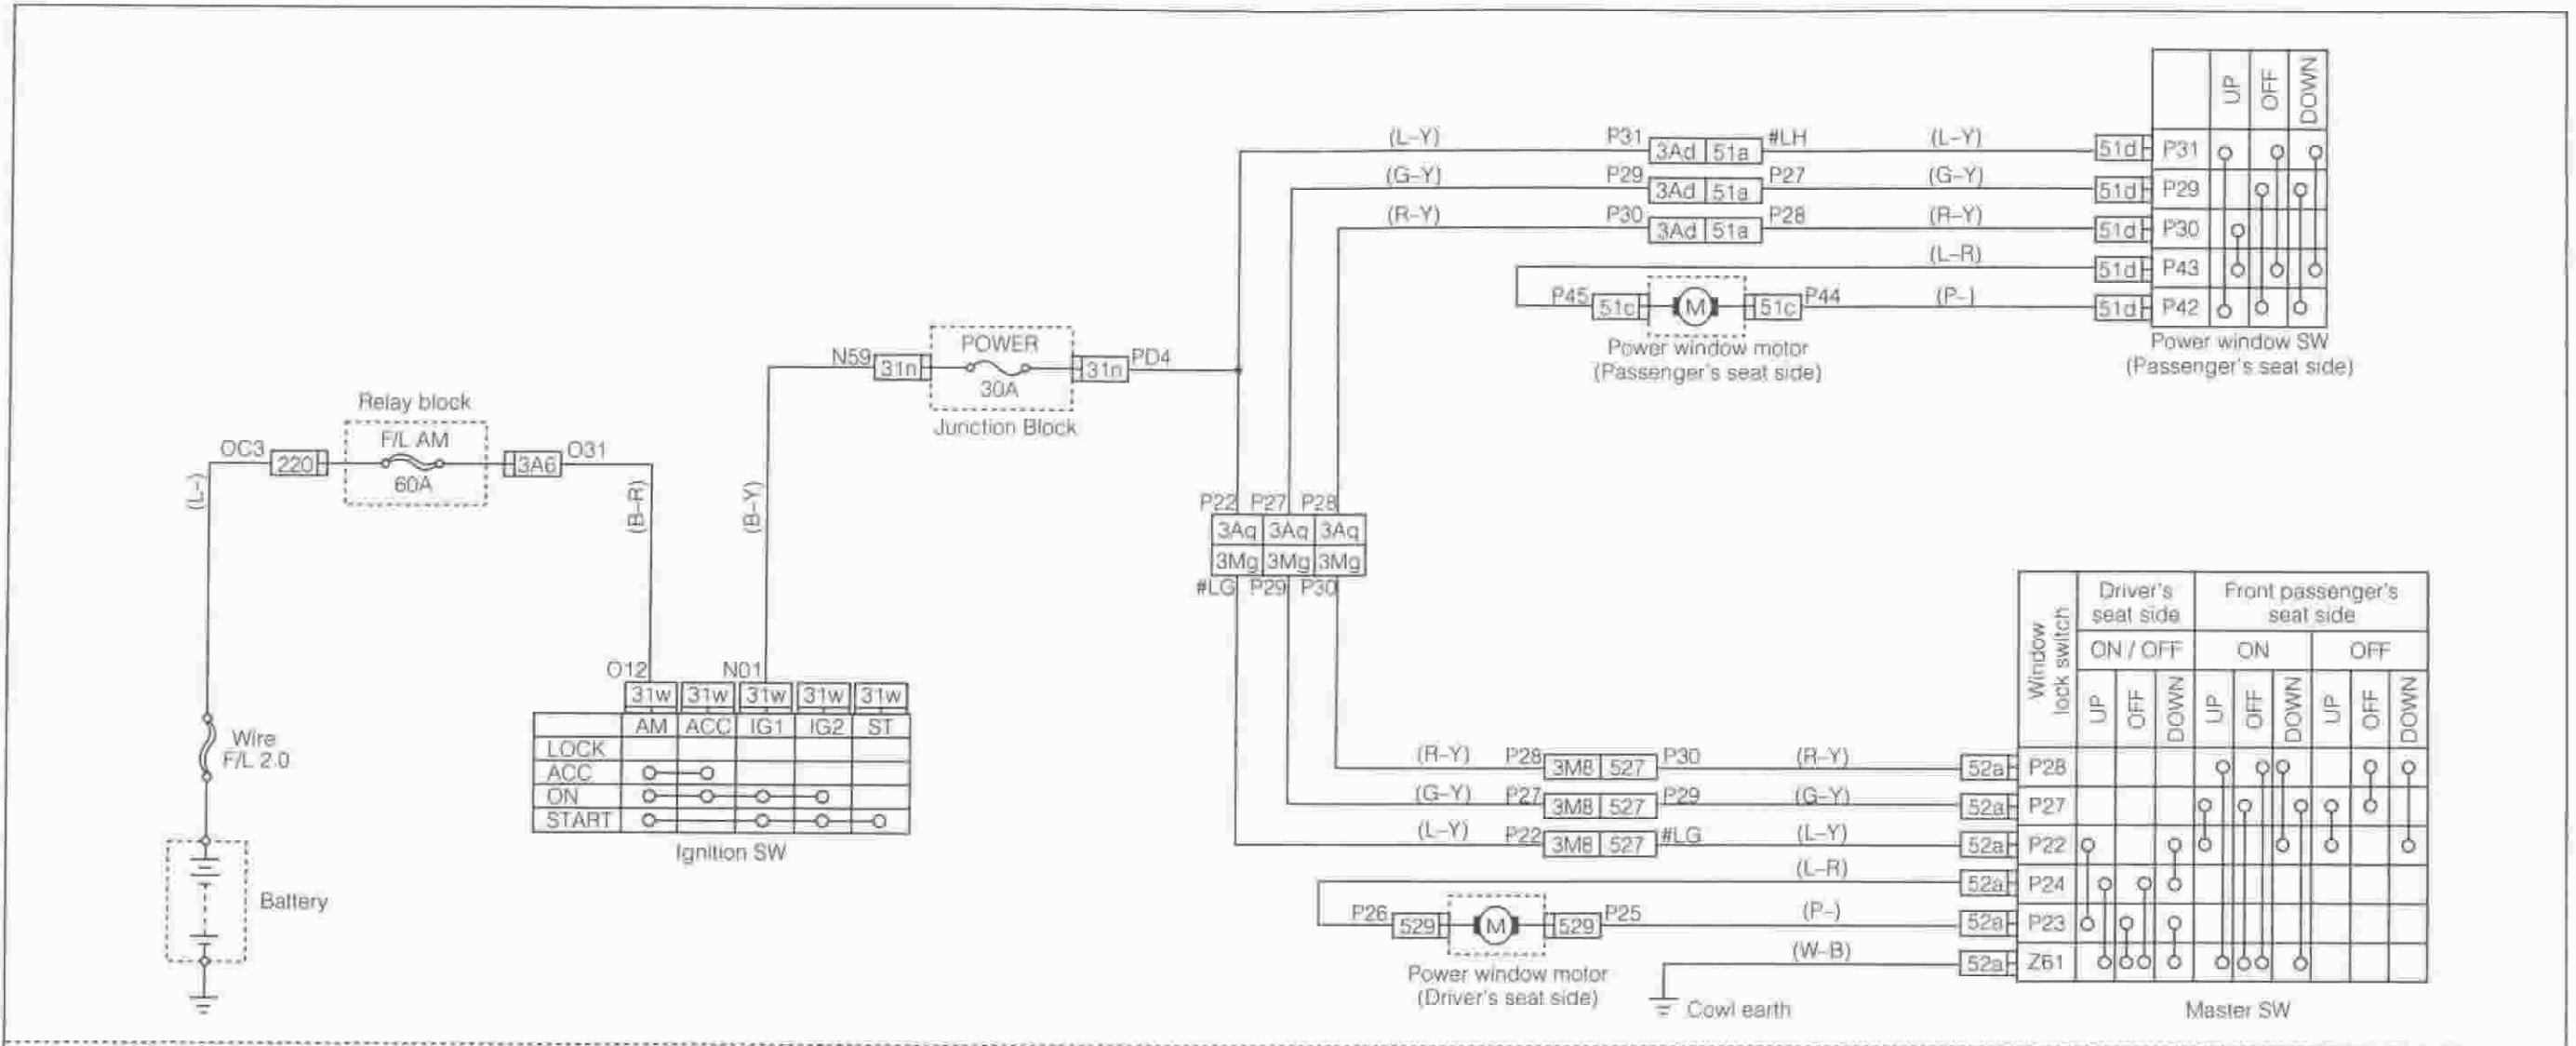 UP OFF DOWN
(L–Y) P31 3Ad 51a #LH (L–Y) 51d P31
(G–Y) P29 3Ad 51a P27 (G–Y) 51d P29
(R–Y) P30 3Ad 51a P28 (R–Y) 51d P30
(L–R) 51d P43
P45 51c M 51c P44 (P–) 51d P42
Power window motor
(Passenger's seat side)
Power window SW
(Passenger's seat side)
POWER
N59 31n 31n PD4
30A
Junction Block
Relay block
F/L AM
OC3 220 3A6 O31
60A
(L–) (B–R) (B–Y)
P22 P27 P28
3Aq 3Aq 3Aq
3Mg 3Mg 3Mg
#LG P29 P30
O12 N01
31w 31w 31w 31w 31w
AM ACC IG1 IG2 ST
LOCK
ACC
ON
START
Ignition SW
Wire
F/L 2.0
Battery
Window
lock switch
Driver's
seat side
Front passenger's
seat side
ON / OFF ON OFF
UP OFF DOWN UP OFF DOWN UP OFF DOWN
(R–Y) P28 3M8 527 P30 (R–Y) 52a P28
(G–Y) P27 3M8 527 P29 (G–Y) 52a P27
(L–Y) P22 3M8 527 #LG (L–Y) 52a P22
(L–R) 52a P24
P26 529 M 529 P25 (P–) 52a P23
(W–B) 52a Z61
Power window motor
(Driver's seat side)
Cowl earth
Master SW